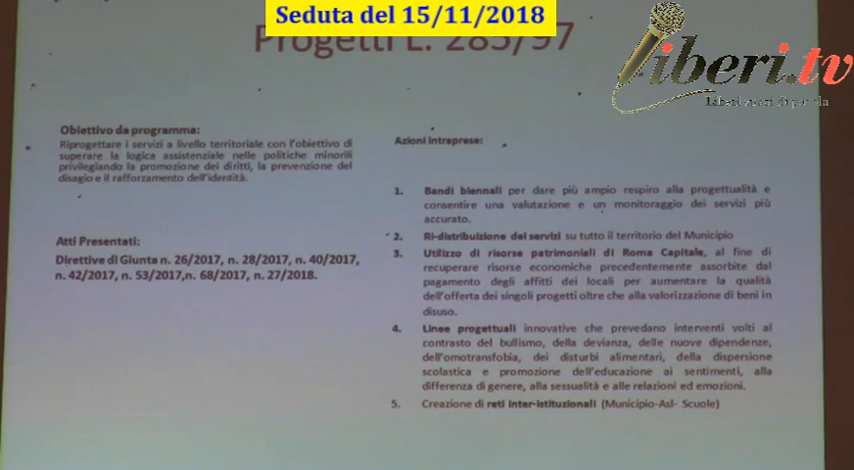 Seduta del 15/11/2018
Progetti L. 285/97
liberi.tv
Obiettivo da programma:
Riprogettare i servizi a livello territoriale con l'obiettivo di
superare la logica assistenziale nelle politiche minorili
privilegiando la promozione dei diritti, la prevenzione del
disagio e il rafforzamento dell'identità.
Atti Presentati:
Direttive di Giunta n. 26/2017, n. 28/2017, n. 40/2017,
n. 42/2017, n. 53/2017,n. 68/2017, n. 27/2018.
Azioni intraprese:
1. Bandi biennali per dare più ampio respiro alla progettualità e
consentire una valutazione e un monitoraggio dei servizi più
accurato.
2. Ri-distribuizione dei servizi su tutto il territorio del Municipio
3. Utilizzo di risorse patrimoniali di Roma Capitale, al fine di
recuperare risorse economiche precedentemente assorbite dal
pagamento degli affitti dei locali per aumentare la qualità
dell'offerta dei singoli progetti oltre che alla valorizzazione di beni in
disuso.
4. Linee progettuali innovative che prevedano interventi volti al
contrasto del bullismo, della devianza, delle nuove dipendenze,
dell'omotransfobia, dei disturbi alimentari, della dispersione
scolastica e promozione dell'educazione ai sentimenti, alla
differenza di genere, alla sessualità e alle relazioni ed emozioni.
5. Creazione di reti inter-istituzionali (Municipio-Asl- Scuole)